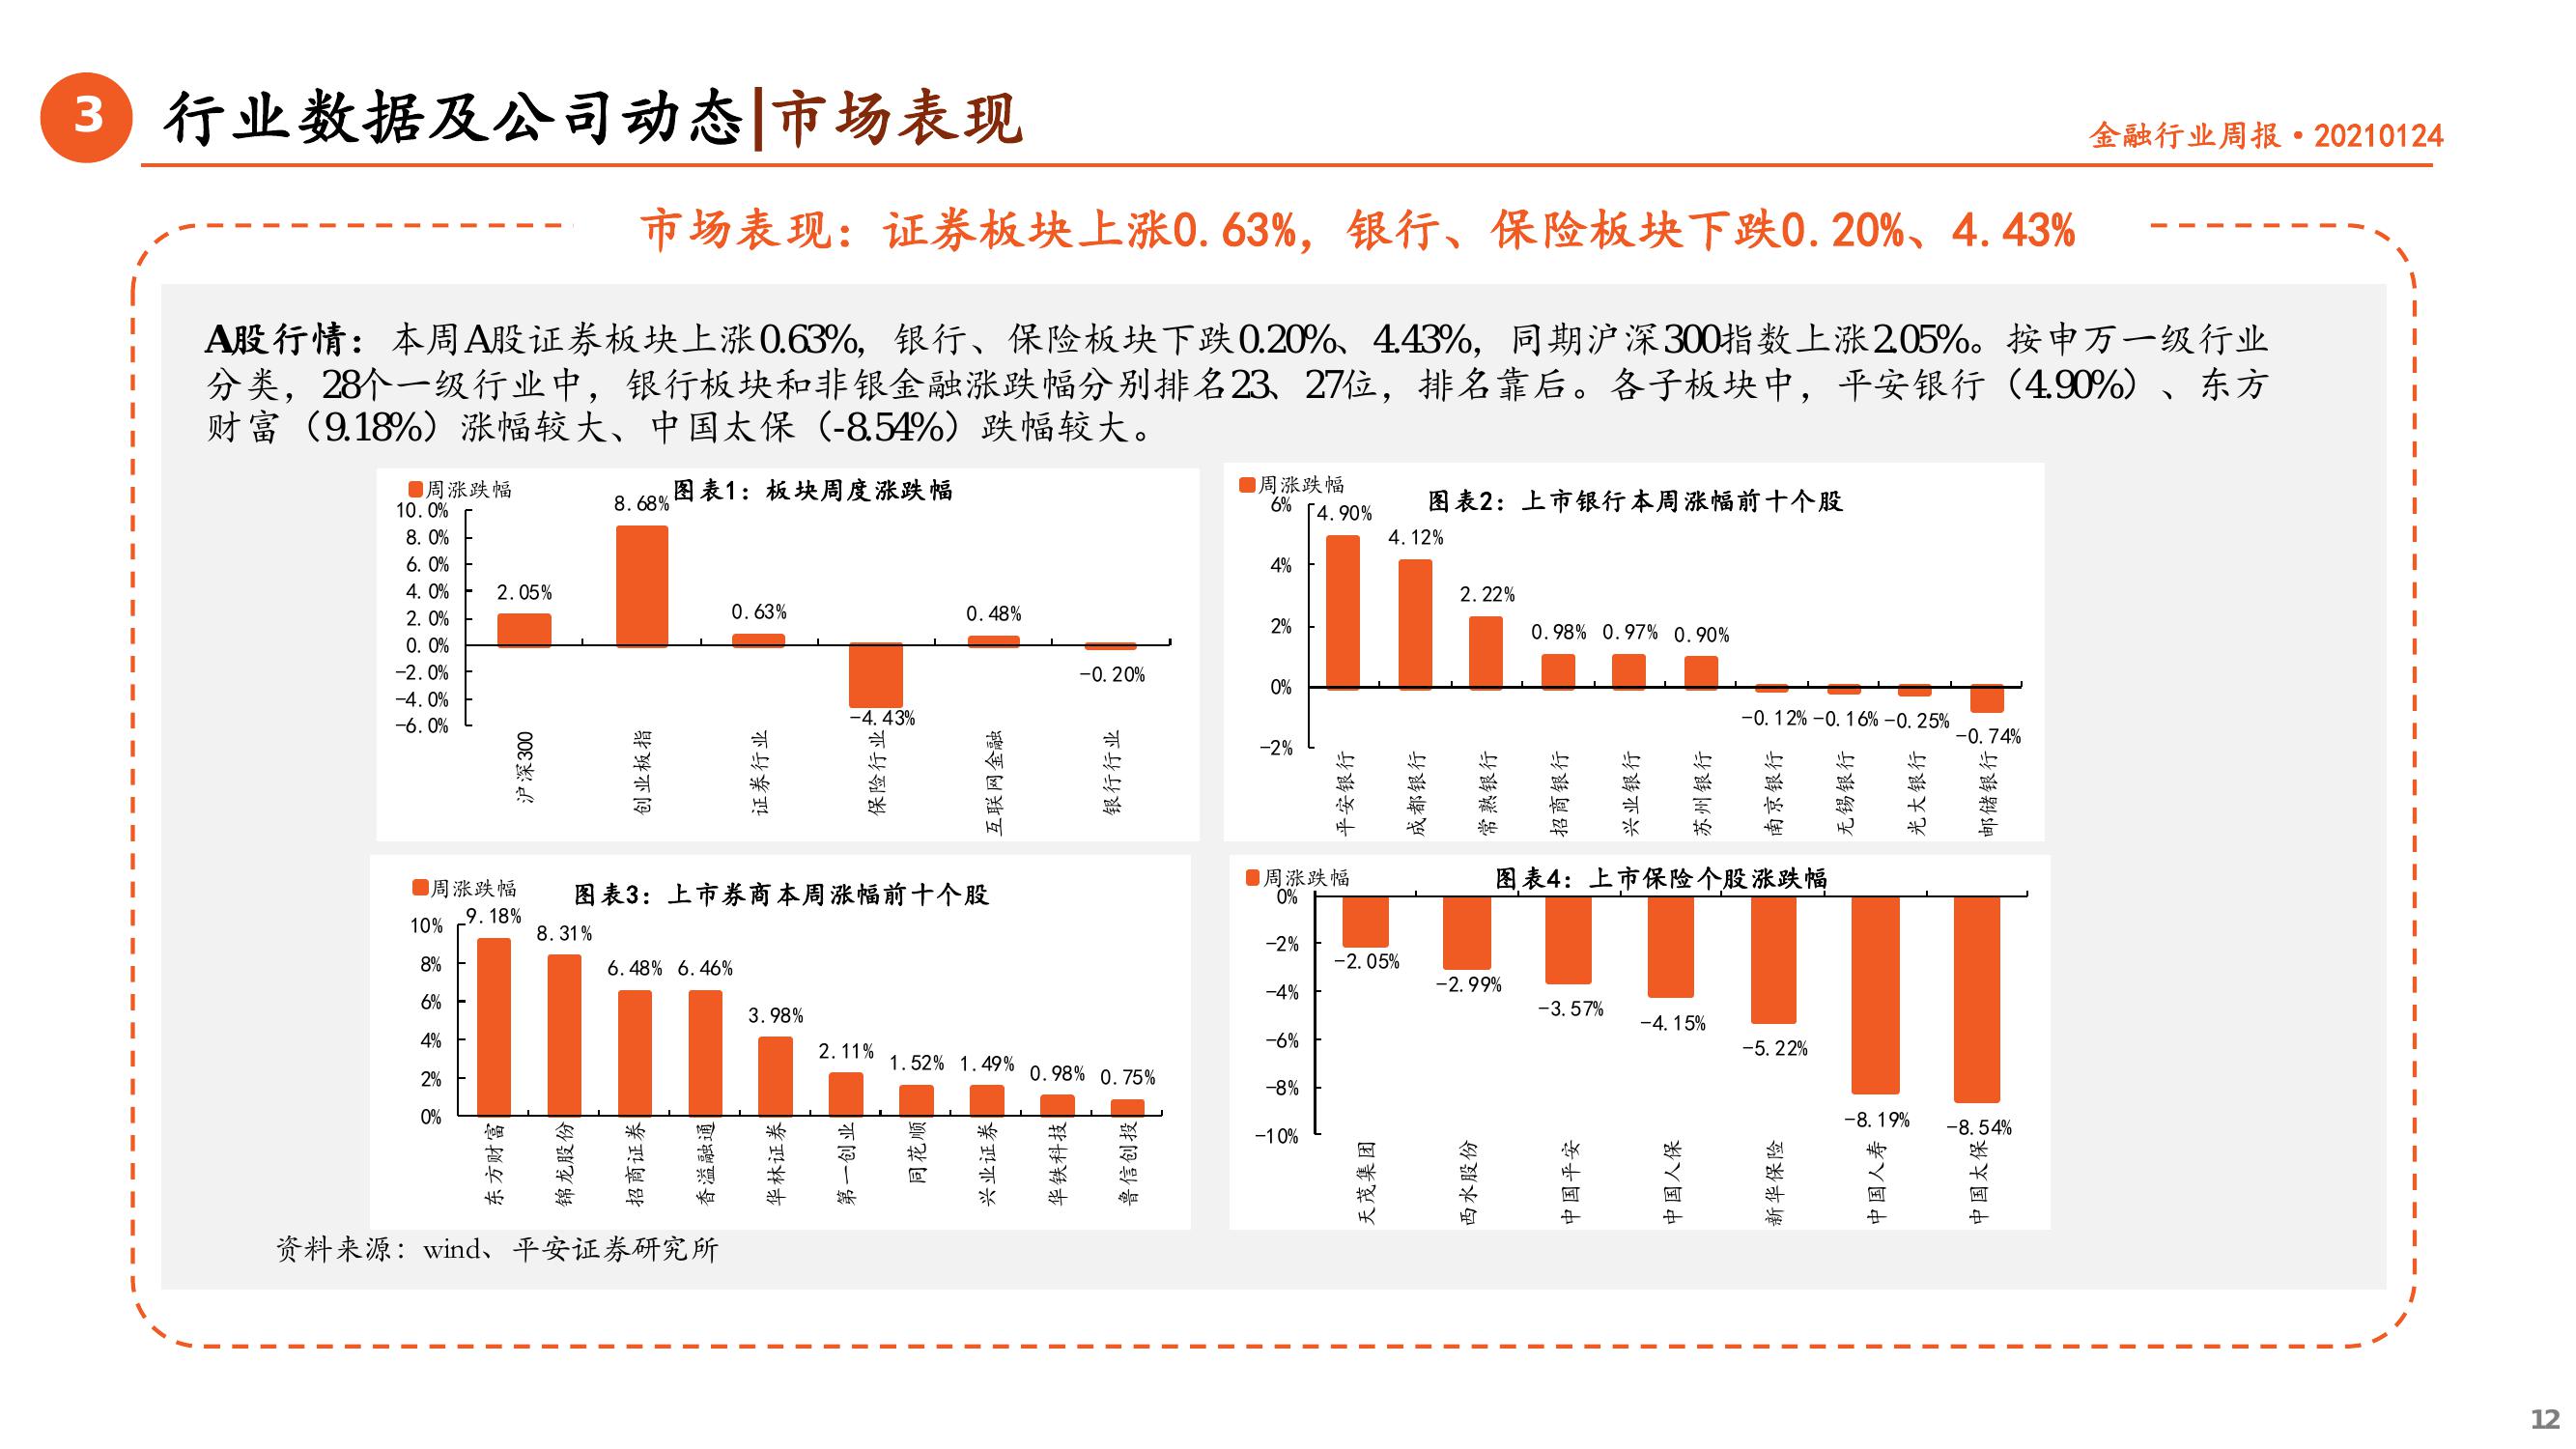 3
行业数据及公司动态|市场表现
金融行业周报·20210124
市场表现：证券板块上涨0.63%，银行、保险板块下跌0.20%、4.43%
A股行情：本周A股证券板块上涨0.63%，银行、保险板块下跌0.20%、4.43%，同期沪深300指数上涨2.05%。按申万一级行业
分类，28个一级行业中，银行板块和非银金融涨跌幅分别排名23、27位，排名靠后。各子板块中，平安银行（4.90%）、东方
财富（9.18%）涨幅较大、中国太保（-8.54%）跌幅较大。
周涨跌幅
图表1：板块周度涨跌幅
10.0%
8.0%
6.0%
4.0%
2.0%
0.0%
-2.0%
-4.0%
-6.0%
2.05%
8.68%
0.63%
-4.43%
0.48%
-0.20%
沪深300
创业板指
证券行业
保险行业
互联网金融
银行行业
周涨跌幅
图表2：上市银行本周涨幅前十个股
6%
4%
2%
0%
-2%
4.90%
4.12%
2.22%
0.98%
0.97%
0.90%
-0.12%
-0.16%
-0.25%
-0.74%
平安银行
成都银行
常熟银行
招商银行
兴业银行
苏州银行
南京银行
无锡银行
光大银行
邮储银行
周涨跌幅
图表3：上市券商本周涨幅前十个股
10%
8%
6%
4%
2%
0%
9.18%
8.31%
6.48%
6.46%
3.98%
2.11%
1.52%
1.49%
0.98%
0.75%
东方财富
锦龙股份
招商证券
香溢融通
华林证券
第一创业
同花顺
兴业证券
华铁科技
鲁信创投
周涨跌幅
图表4：上市保险个股涨跌幅
0%
-2%
-4%
-6%
-8%
-10%
-2.05%
-2.99%
-3.57%
-4.15%
-5.22%
-8.19%
-8.54%
天茂集团
西水股份
中国平安
中国人保
新华保险
中国人寿
中国太保
资料来源：wind、平安证券研究所
12